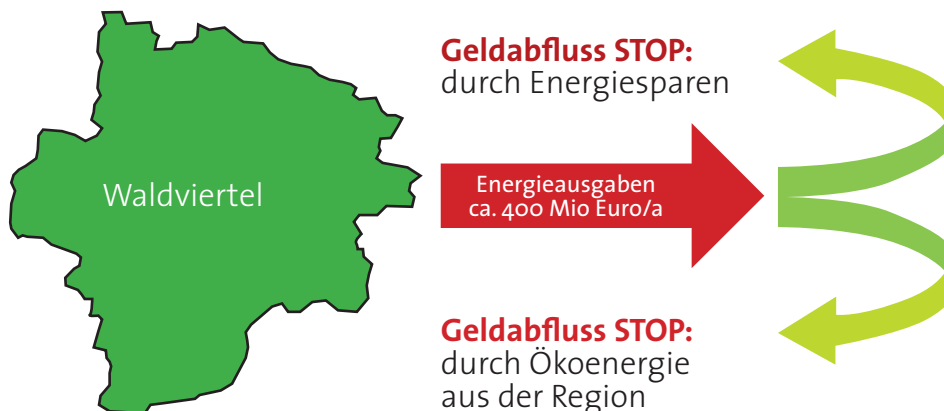 Geldabfluss STOP:
durch Energiesparen
Waldviertel
Energieausgaben
ca. 400 Mio Euro/a
Geldabfluss STOP:
durch Ökoenergie
aus der Region